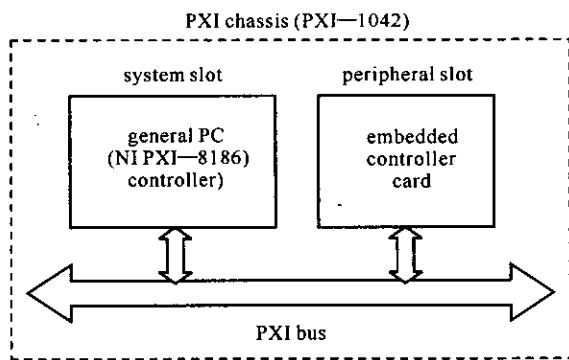 PXI chassis (PXI—1042)
system slot
peripheral slot
general PC
(NI PXI—8186)
controller)
embedded
controller
card
PXI bus